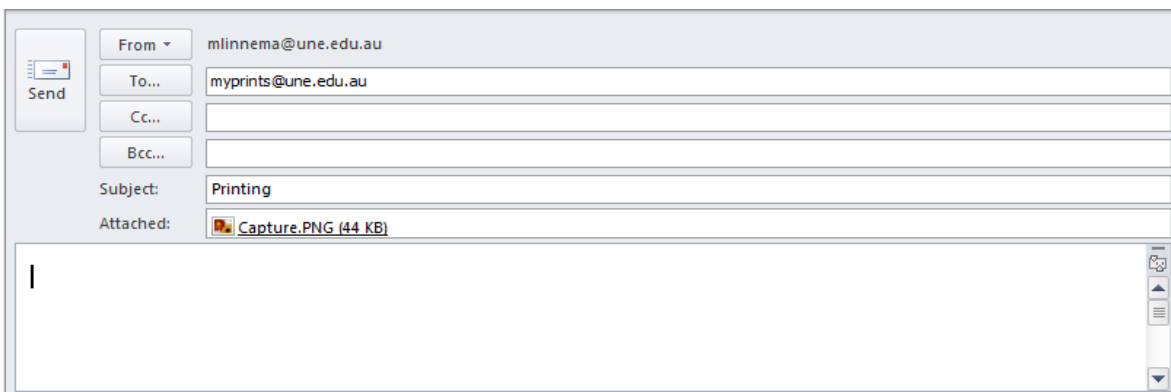 From mlinnema@une.edu.au
Send
To... myprints@une.edu.au
Cc...
Bcc...
Subject: Printing
Attached: Capture.PNG (44 KB)